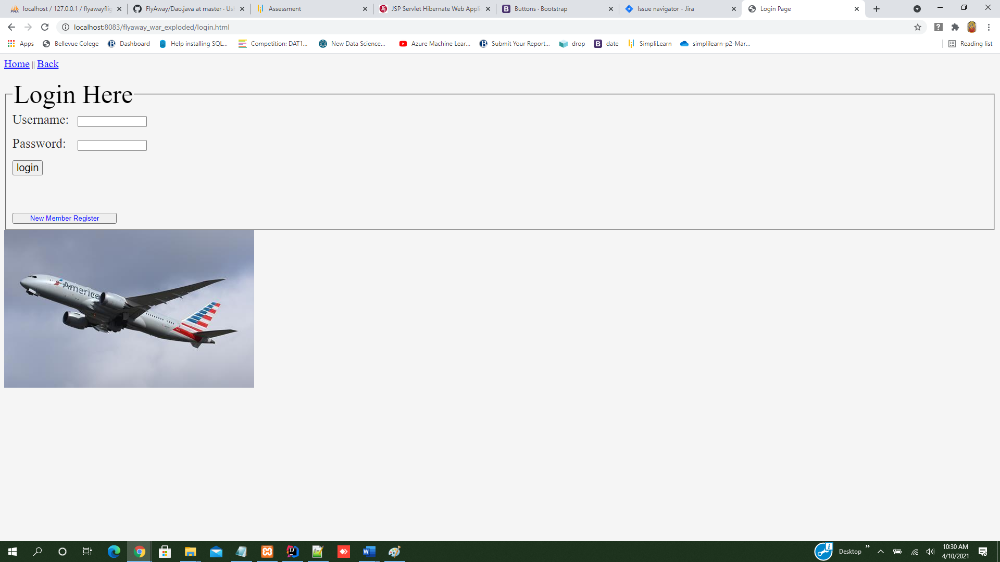 localhost / 127.0.0.1 / flyawayflig
FlyAway/Dao.java at master · Ush
Assessment
JSP Servlet Hibernate Web Appli
Buttons · Bootstrap
Issue navigator - Jira
Login Page
localhost:8083/flyaway_war_exploded/login.html
Apps
Bellevue Colege
Dashboard
Help installing SQL...
Competition: DAT1...
New Data Science...
Azure Machine Lear...
Submit Your Report...
drop
date
SimpliLearn
simplilearn-p2-Mar...
Reading list
Home || Back
Login Here
Username:
Password:
login
New Member Register
America
Desktop
10:30 AM
4/10/2021